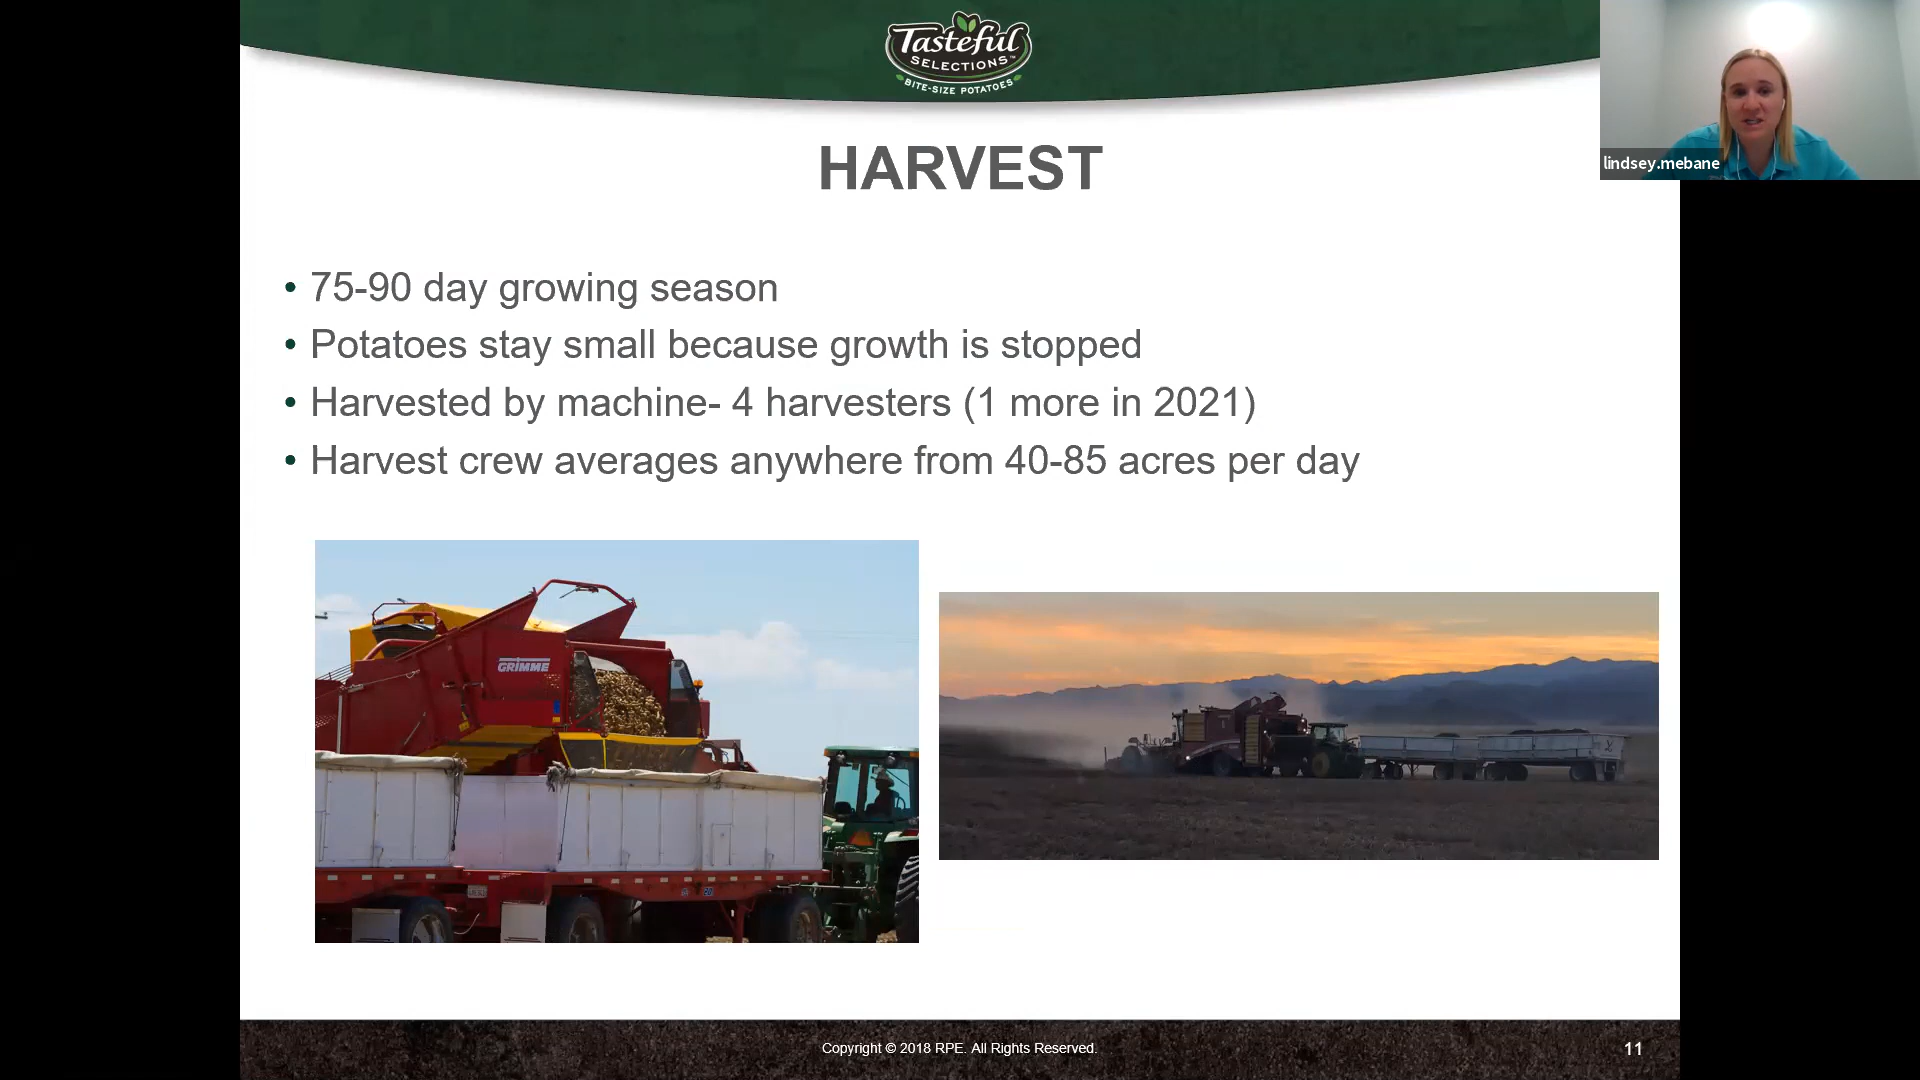 Tasteful
SELECTIONS™
BITE-SIZE POTATOES
lindsey.mebane
HARVEST
• 75-90 day growing season
• Potatoes stay small because growth is stopped
• Harvested by machine- 4 harvesters (1 more in 2021)
• Harvest crew averages anywhere from 40-85 acres per day
GRIMME
Copyright © 2018 RPE. All Rights Reserved.
11